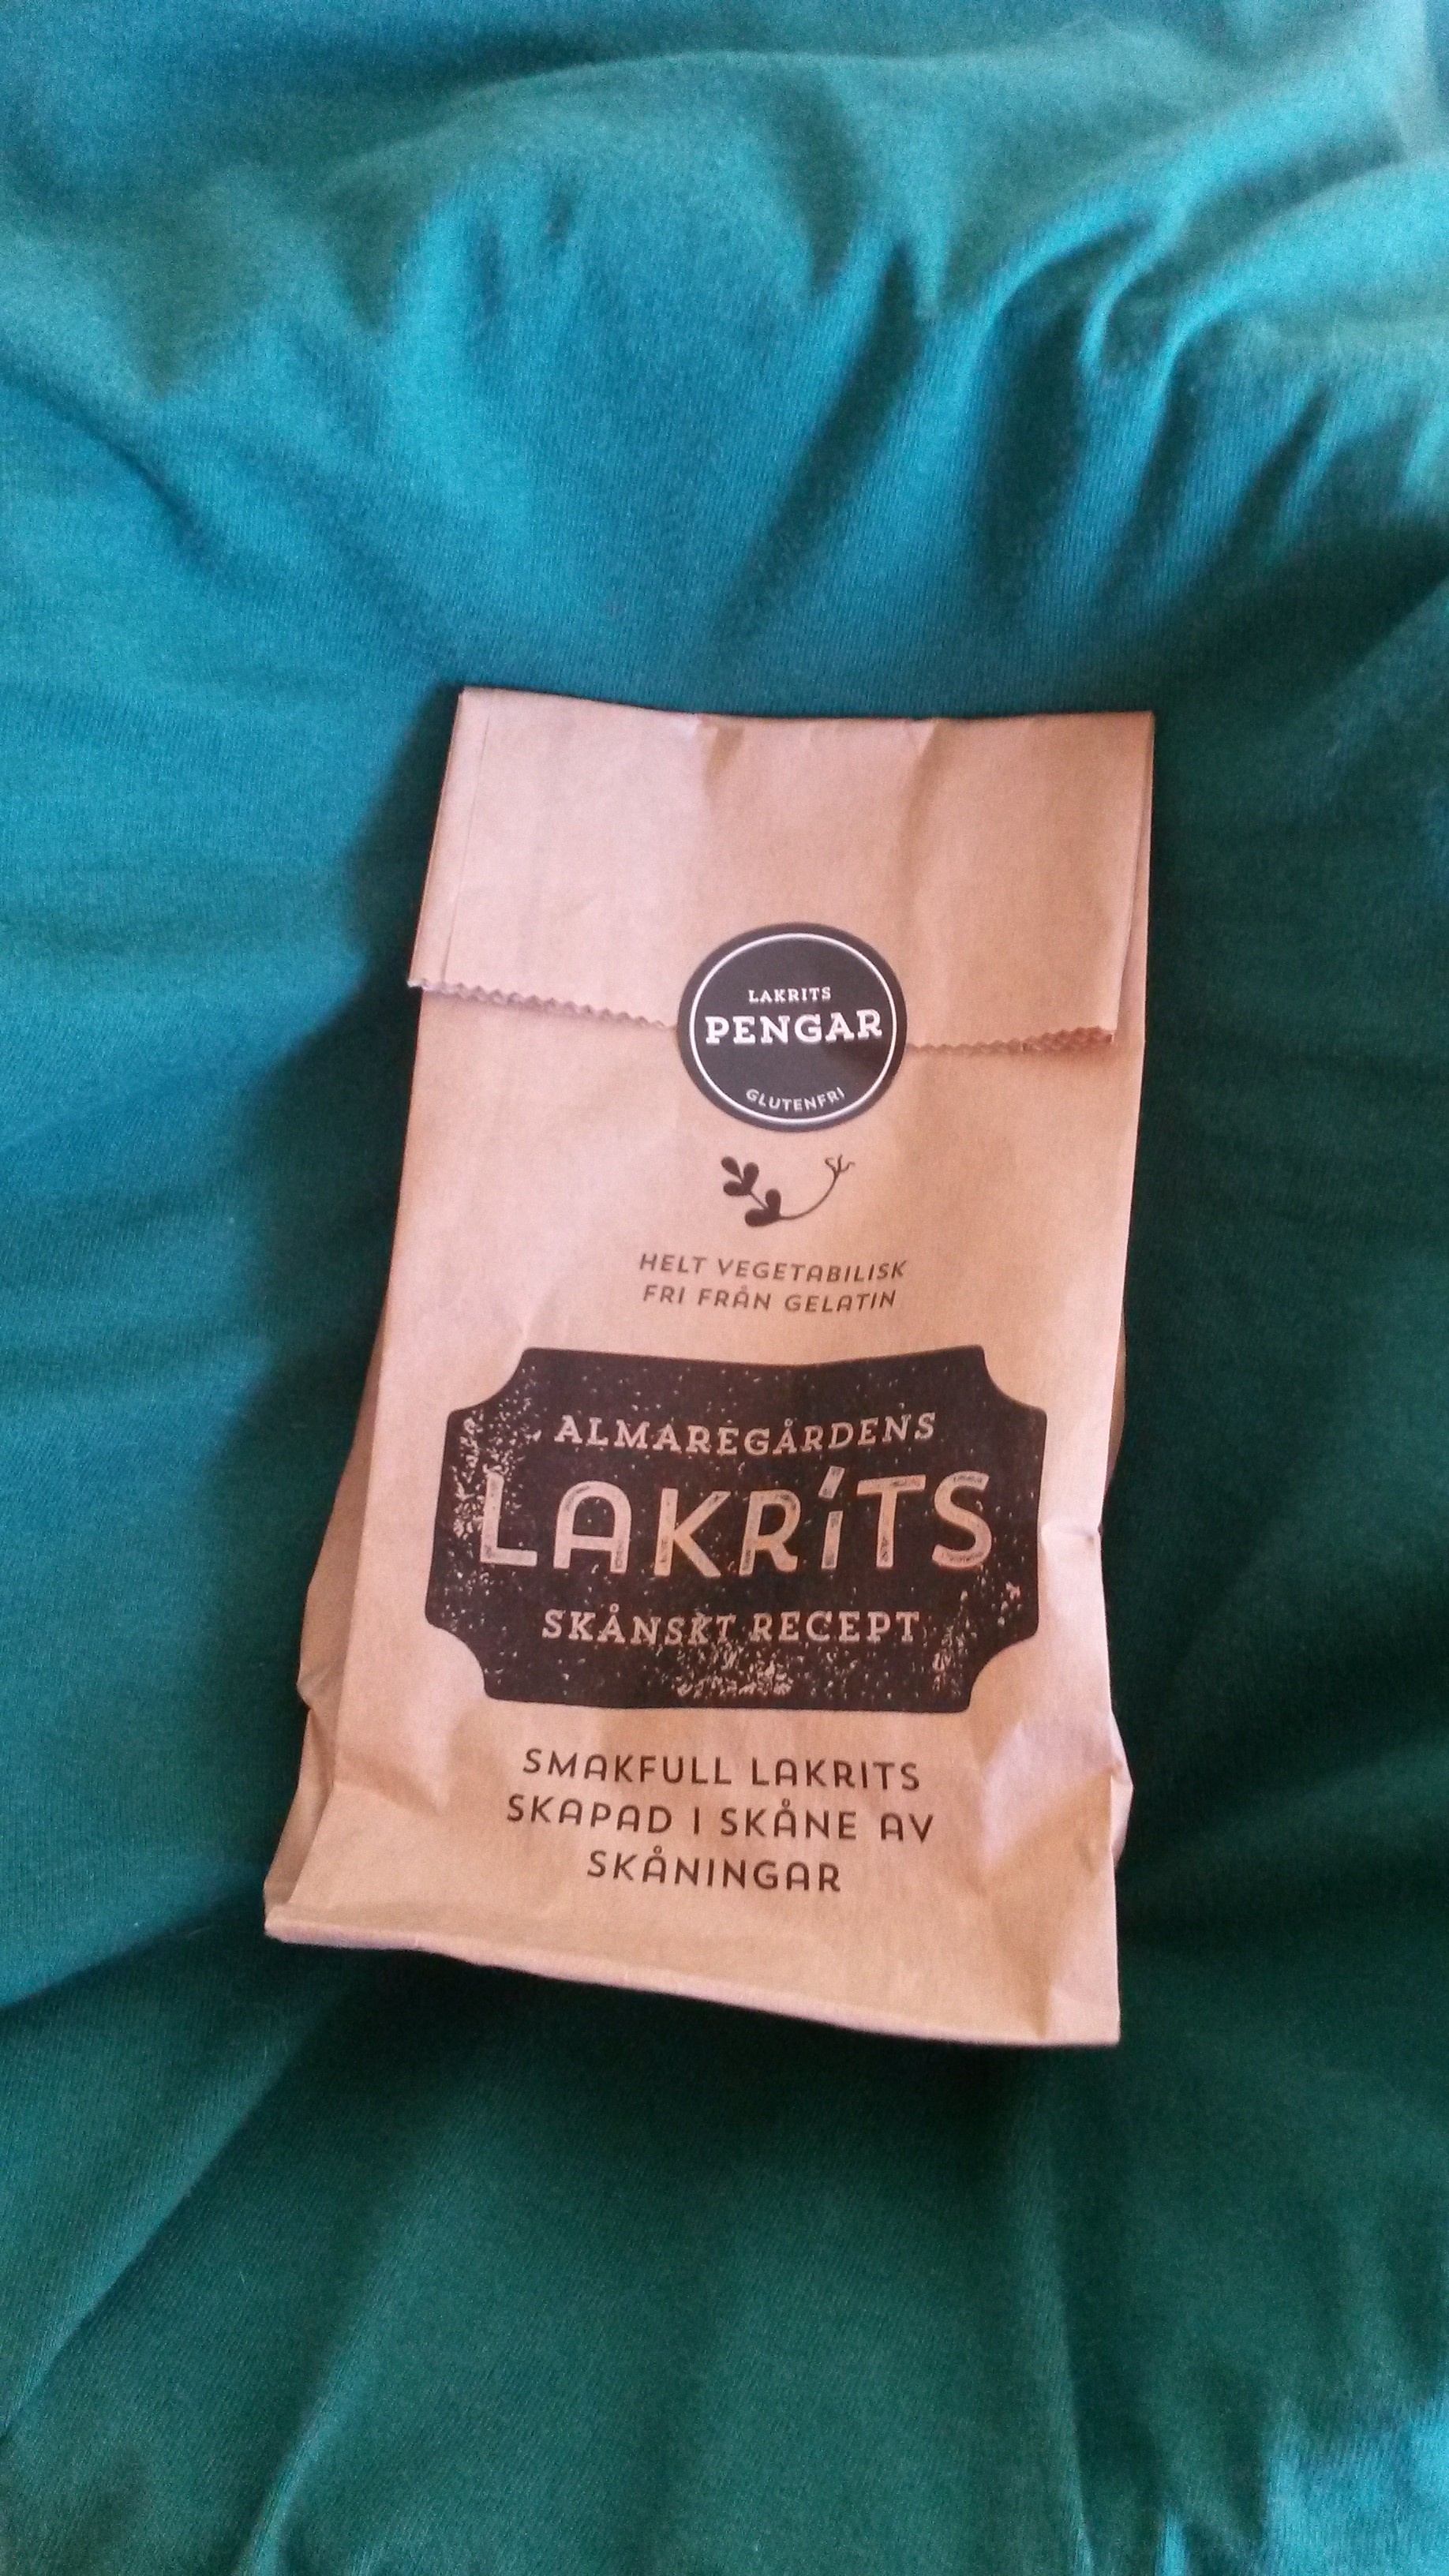 LAKRITS
PENGAR
GLUTENFRI
HELT VEGETABILISK
FRI FRÅN GELATIN
ALMAREGÅRDENS
LAKRITS
SKÅNSKT RECEPT
SMAKFULL LAKRITS
SKAPAD I SKÅNE AV
SKÅNINGAR